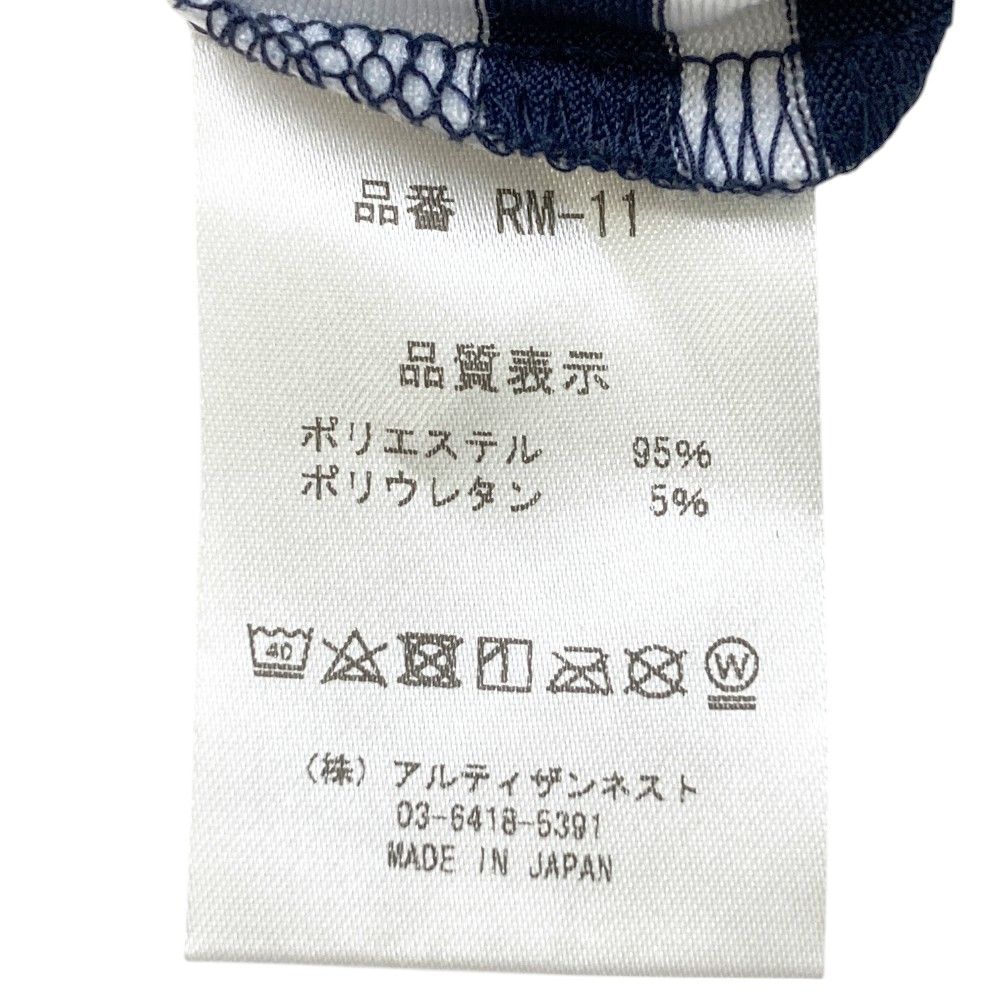 品番 RM-11
品質表示
ポリエステル 95%
ポリウレタン 5%
40 W
（株）アルティザンネスト
03-6418-5391
MADE IN JAPAN